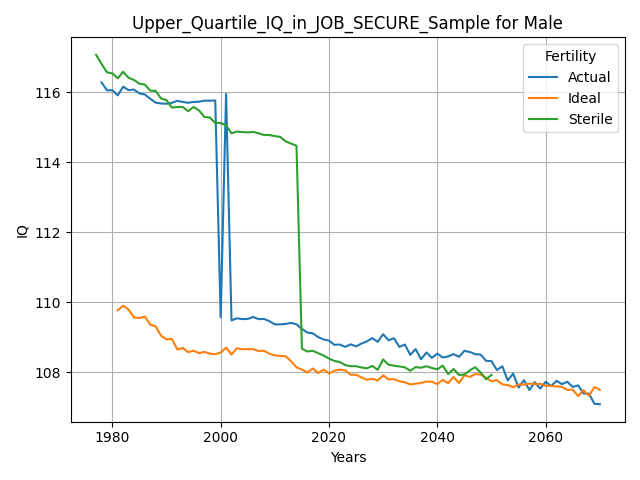 Upper_Quartile_IQ_in_JOB_SECURE_Sample for Male
Fertility
Actual
Ideal
Sterile
IQ
116
114
112
110
108
1980
2000
2020
2040
2060
Years